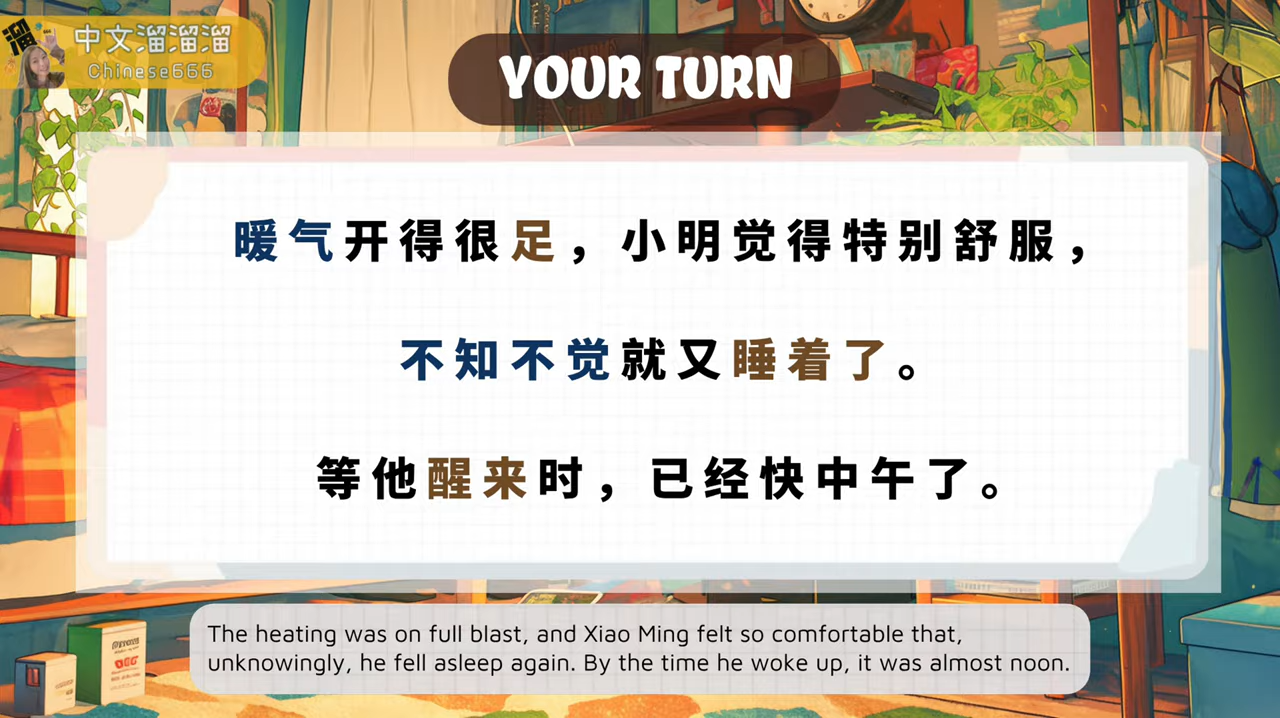 溜
中文溜溜溜
Chinese666
YOUR TURN
暖气开得很足，小明觉得特别舒服，
不知不觉就又睡着了。
等他醒来时，已经快中午了。
The heating was on full blast, and Xiao Ming felt so comfortable that,
unknowingly, he fell asleep again. By the time he woke up, it was almost noon.